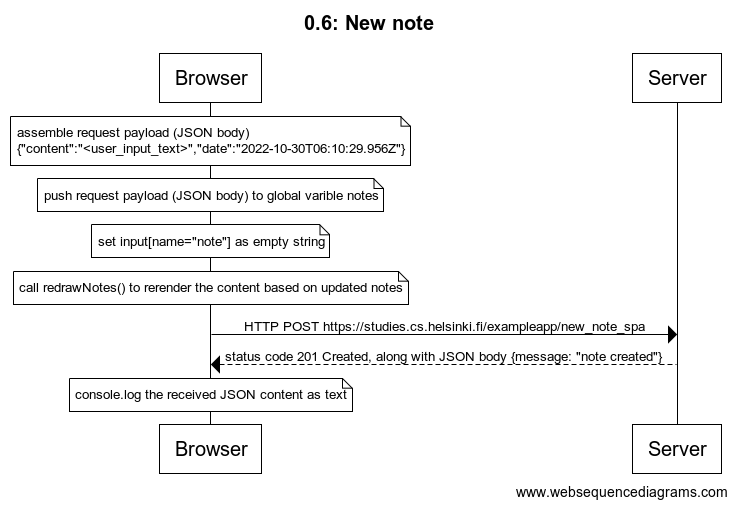 0.6: New note
Browser
Server
assemble request payload (JSON body)
{"content":"<user_input_text>","date":"2022-10-30T06:10:29.956Z"}
push request payload (JSON body) to global varible notes
set input[name="note"] as empty string
call redrawNotes() to rerender the content based on updated notes
HTTP POST https://studies.cs.helsinki.fi/exampleapp/new_note_spa
status code 201 Created, along with JSON body {message: "note created"}
console.log the received JSON content as text
Browser
Server
www.websequencediagrams.com